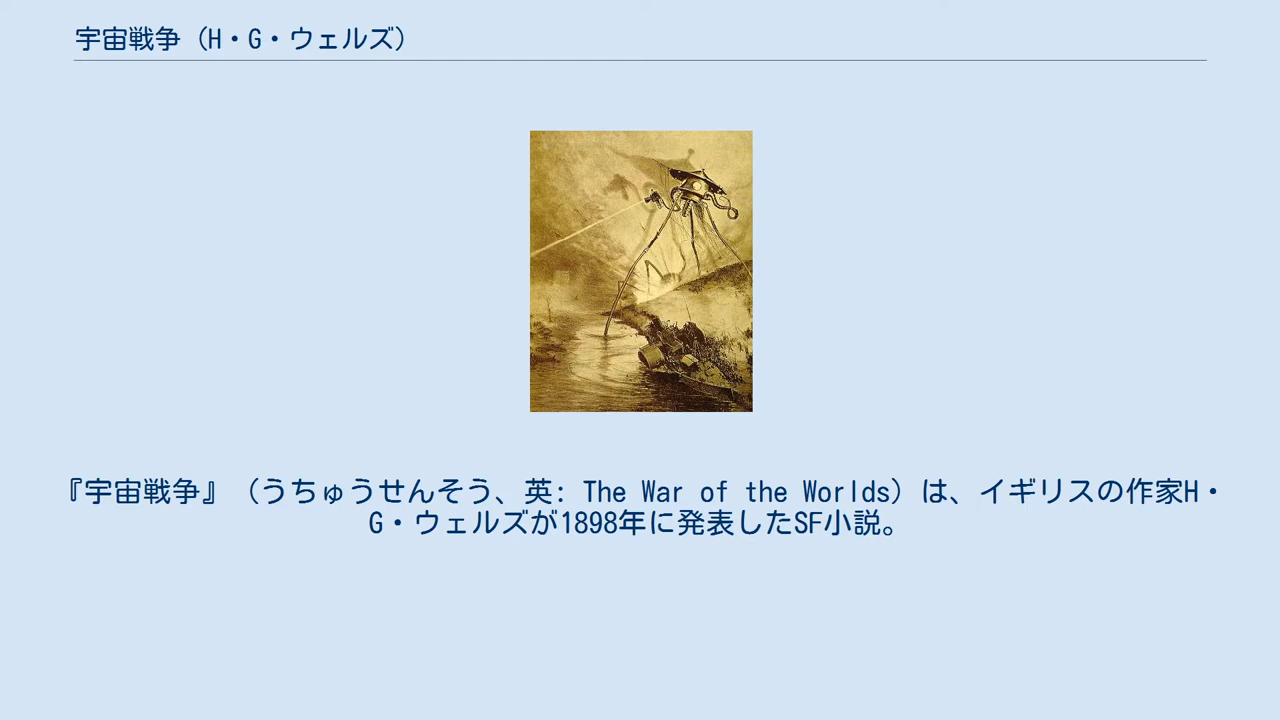 宇宙戦争（H・G・ウェルズ）
『宇宙戦争』（うちゅうせんそう、英: The War of the Worlds）は、イギリスの作家H・
G・ウェルズが1898年に発表したSF小説。